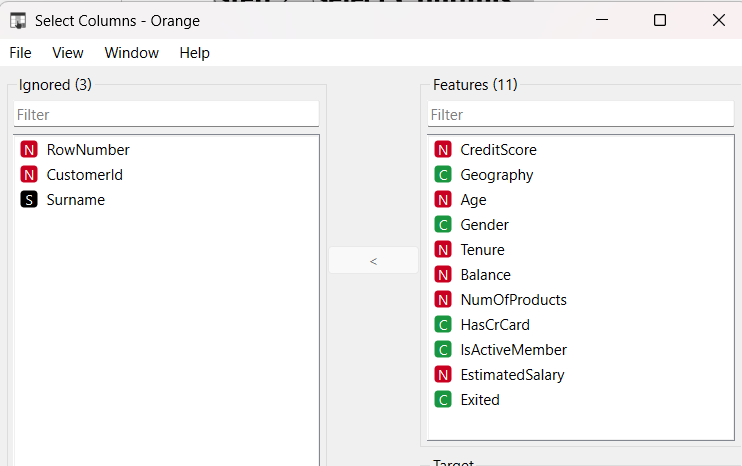 Select Columns - Orange
File View Window Help
Ignored (3)
Filter
N RowNumber
N CustomerId
S Surname
<
Features (11)
Filter
N CreditScore
C Geography
N Age
C Gender
N Tenure
N Balance
N NumOfProducts
C HasCrCard
C IsActiveMember
N EstimatedSalary
C Exited
Target